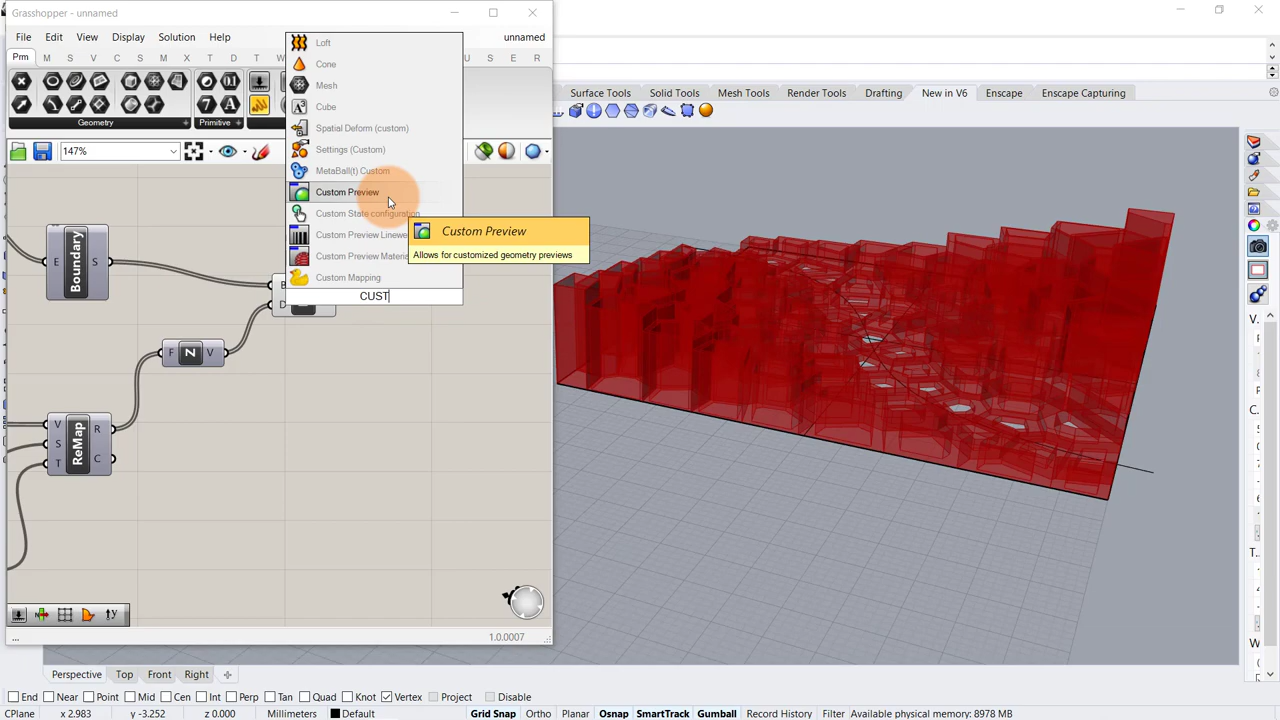 Grasshopper - unnamed
File Edit View Display Solution Help
unnamed
Prm M S V C S M T D T
U S E R
Geometry
Primitive
147%
Loft
Cone
Mesh
Cube
Spatial Deform (custom)
Settings (Custom)
MetaBall(t) Custom
Custom Preview
Custom State configuration
Custom Preview Linewe
Custom Preview Materie
Custom Mapping
CUST
Custom Preview
Allows for customized geometry previews
E Boundary S
D
F N V
V S T ReMap R C
...
1.0.0007
Surface Tools Solid Tools Mesh Tools Render Tools Drafting New in V6 Enscape Enscape Capturing
V.
C.
T.
Perspective Top Front Right
End Near Point Mid Cen Int Perp Tan Quad Knot Vertex Project Disable
CPlane x 2.983 y -3.252 z 0.000 Millimeters Default Grid Snap Ortho Planar Osnap SmartTrack Gumball Record History Filter Available physical memory: 8978 MB